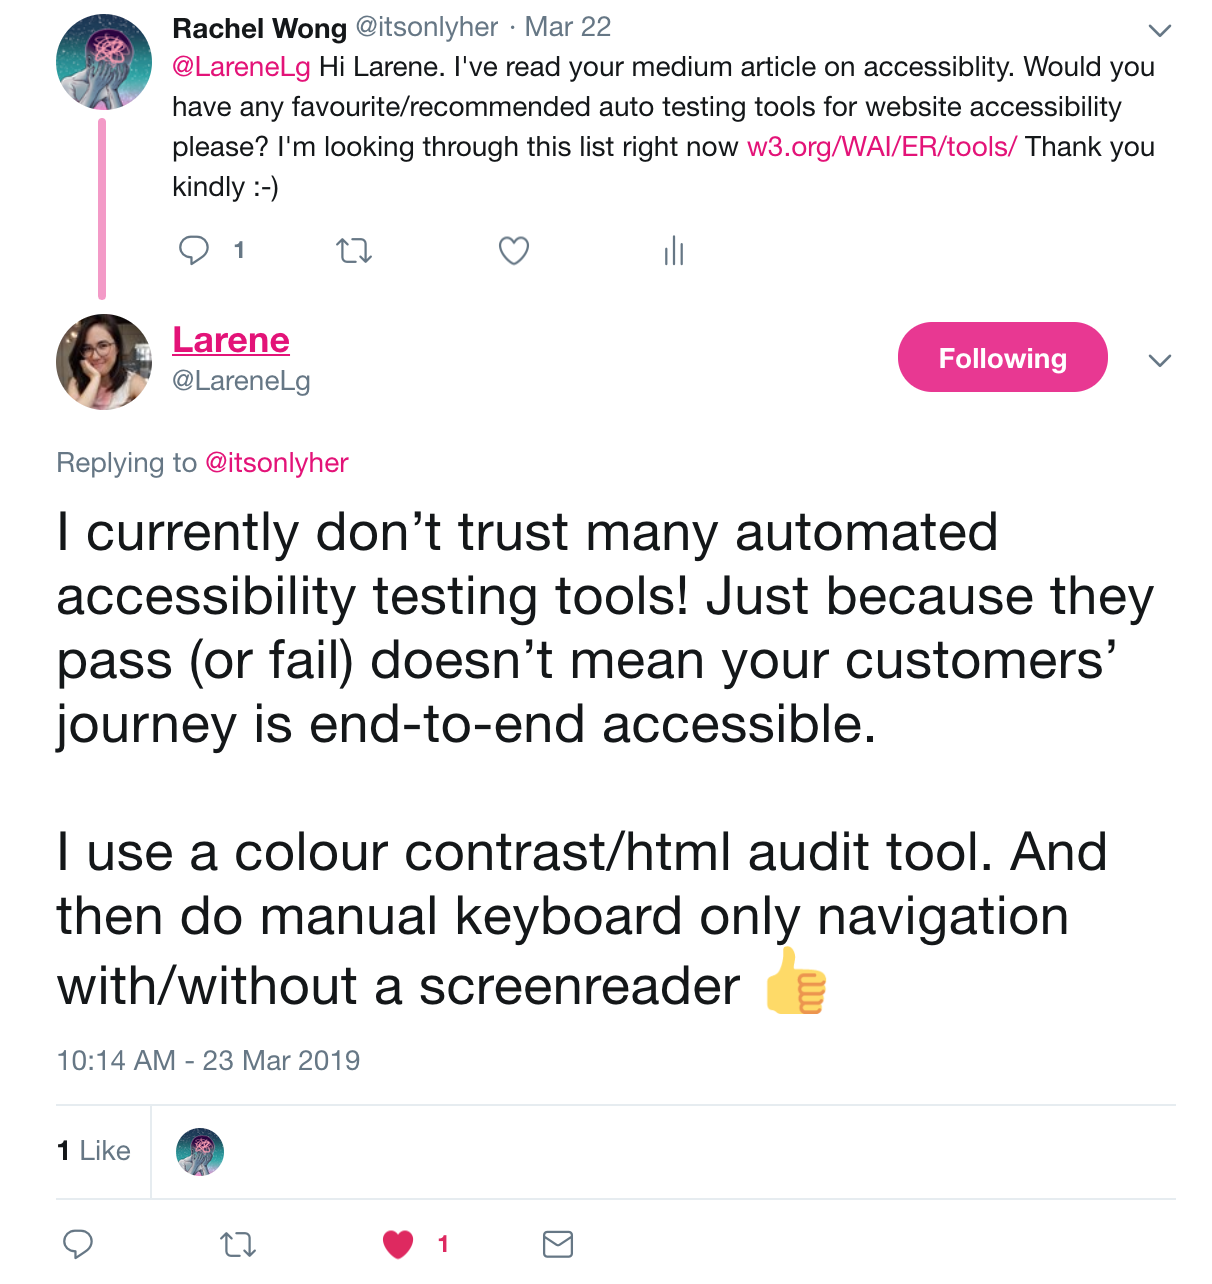 Rachel Wong @itsonlyher · Mar 22
@LareneLg Hi Larene. I've read your medium article on accessiblity. Would you
have any favourite/recommended auto testing tools for website accessibility
please? I'm looking through this list right now w3.org/WAI/ER/tools/ Thank you
kindly :-)
1
Larene
@LareneLg
Following
Replying to @itsonlyher
I currently don’t trust many automated
accessibility testing tools! Just because they
pass (or fail) doesn’t mean your customers’
journey is end-to-end accessible.
I use a colour contrast/html audit tool. And
then do manual keyboard only navigation
with/without a screenreader 👍
10:14 AM - 23 Mar 2019
1 Like
1